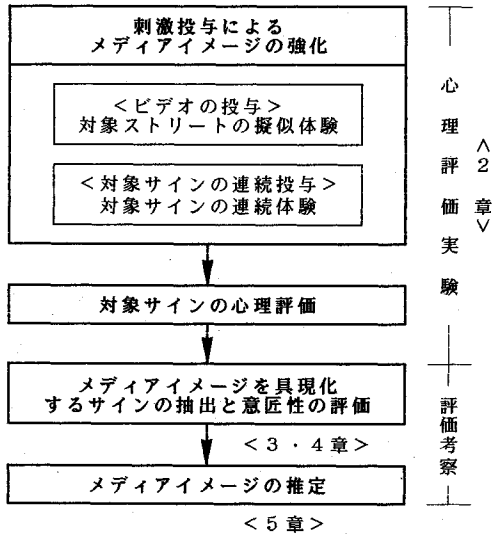 刺激投与による
メディアイメージの強化
<ビデオの投与>
対象ストリートの擬似体験
<対象サインの連続投与>
対象サインの連続体験
対象サインの心理評価
メディアイメージを具現化
するサインの抽出と意匠性の評価
<3・4章>
メディアイメージの推定
<5章>
心理評価実験
<2章>
評価考察